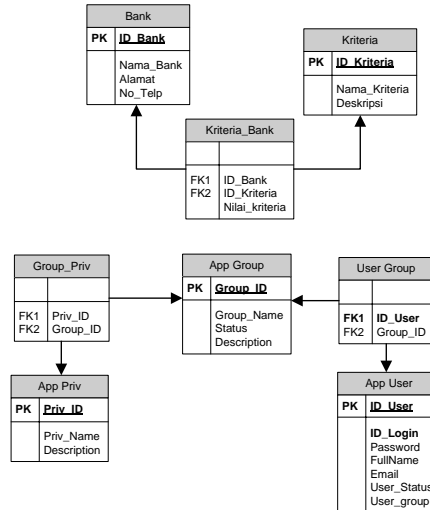 Bank
PK ID_Bank
Nama_Bank
Alamat
No_Telp
Kriteria
PK ID_Kriteria
Nama_Kriteria
Deskripsi
Kriteria_Bank
FK1 ID_Bank
FK2 ID_Kriteria
Nilai_kriteria
Group_Priv
FK1 Priv_ID
FK2 Group_ID
App Group
PK Group_ID
Group_Name
Status
Description
User Group
FK1 ID_User
FK2 Group_ID
App Priv
PK Priv_ID
Priv_Name
Description
App User
PK ID_User
ID_Login
Password
FullName
Email
User_Status
User_group